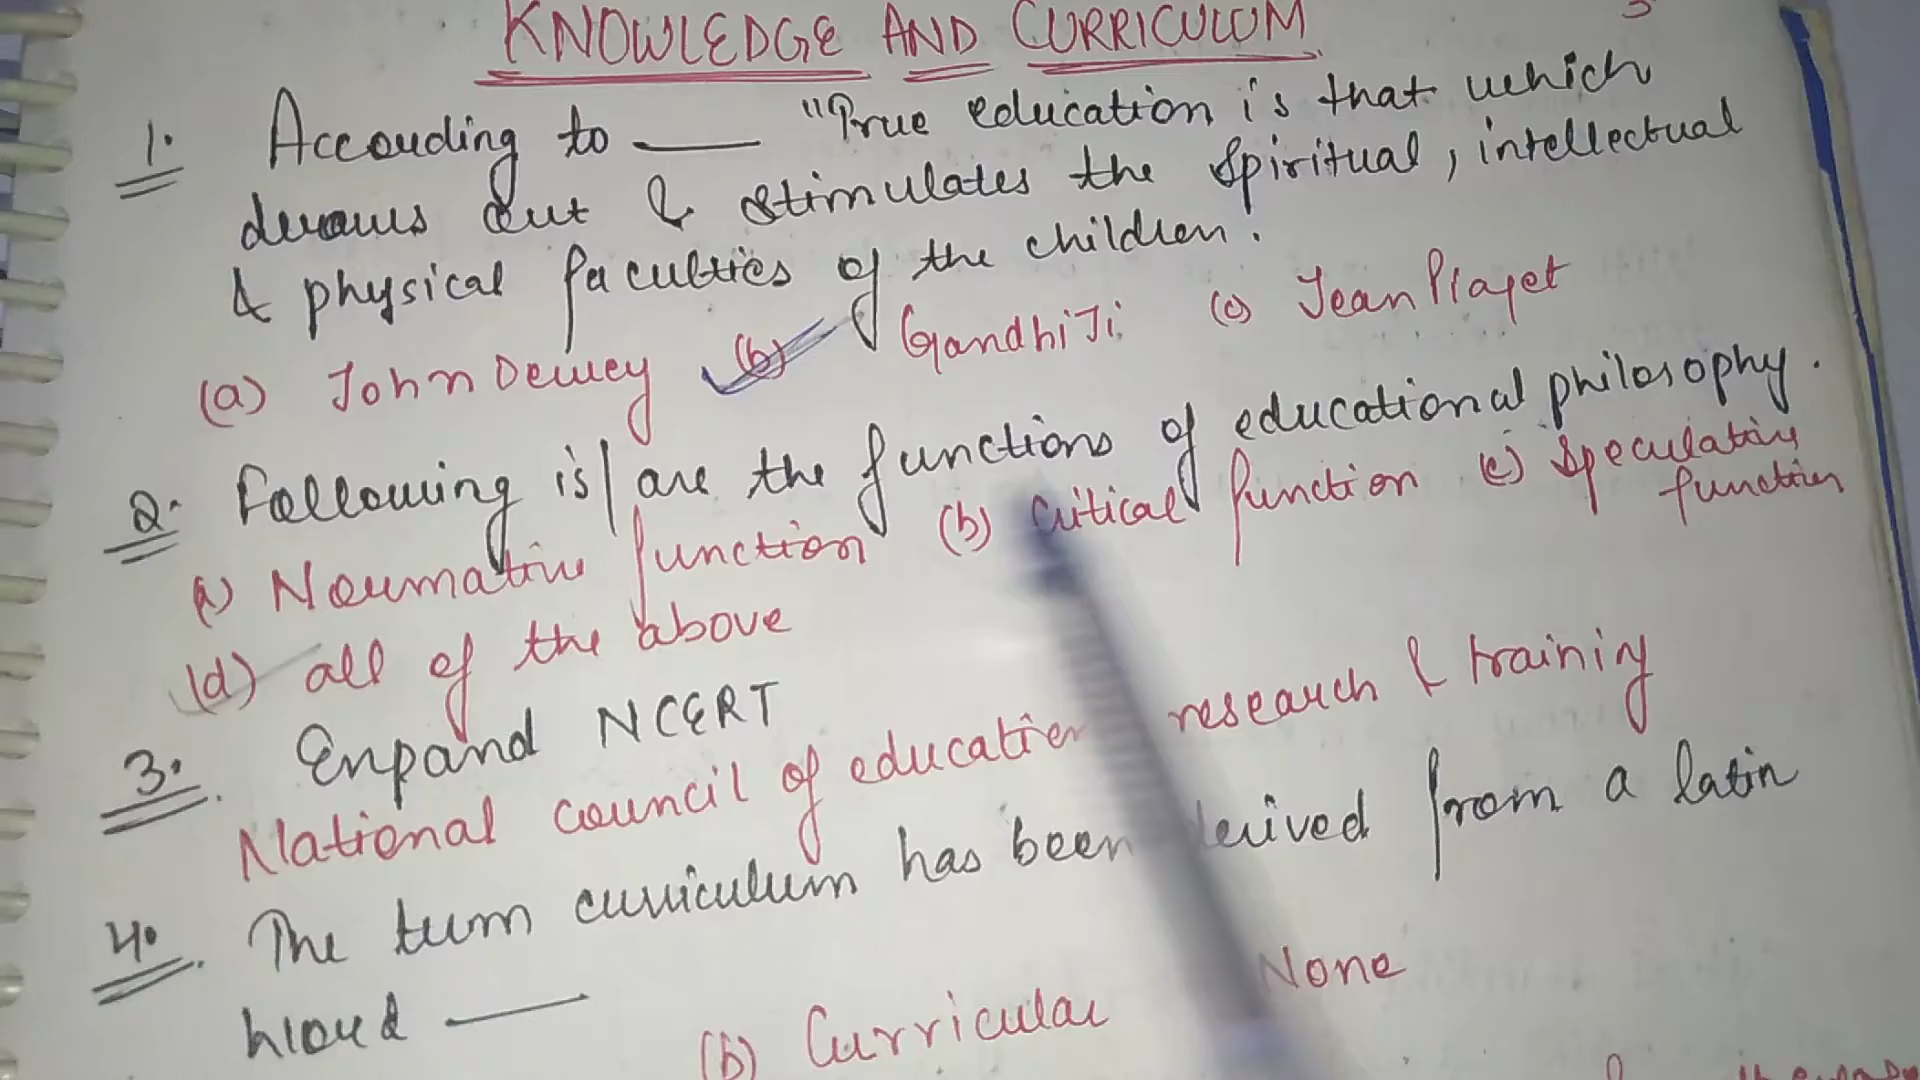 KNOWLEDGE AND CURRICULUM
1. According to ___ "True education is that which
draws out & stimulates the spiritual, intellectual
& physical faculties of the children.
(a) John Dewey (b) GandhiJi (c) Jean Piajet
2. Following is/are the functions of educational philosophy.
(a) Normative function (b) Critical function (c) Speculative function
(d) all of the above
3. Expand NCERT
National council of education research & training
4. The term curriculum has been derived from a latin
word ___
(b) Curricular None